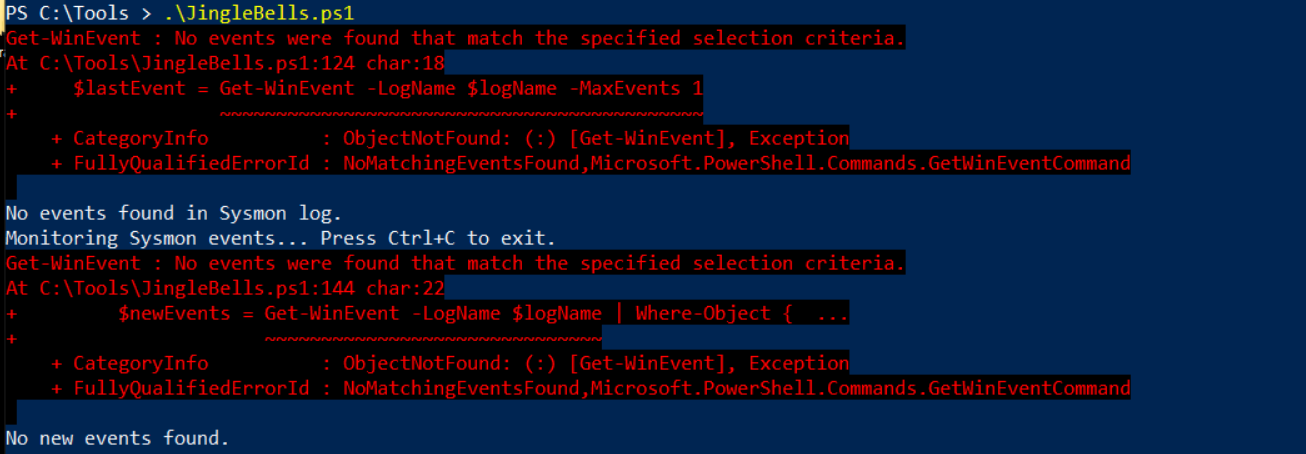 PS C:\Tools > .\JingleBells.ps1
Get-WinEvent : No events were found that match the specified selection criteria.
At C:\Tools\JingleBells.ps1:124 char:18
+     $lastEvent = Get-WinEvent -LogName $logName -MaxEvents 1
+                  ~~~~~~~~~~~~~~~~~~~~~~~~~~~~~~~~~~~~~~~~~~~
    + CategoryInfo          : ObjectNotFound: (:) [Get-WinEvent], Exception
    + FullyQualifiedErrorId : NoMatchingEventsFound,Microsoft.PowerShell.Commands.GetWinEventCommand
No events found in Sysmon log.
Monitoring Sysmon events... Press Ctrl+C to exit.
Get-WinEvent : No events were found that match the specified selection criteria.
At C:\Tools\JingleBells.ps1:144 char:22
+         $newEvents = Get-WinEvent -LogName $logName | Where-Object {  ...
+                      ~~~~~~~~~~~~~~~~~~~~~~~~~~~~~~
    + CategoryInfo          : ObjectNotFound: (:) [Get-WinEvent], Exception
    + FullyQualifiedErrorId : NoMatchingEventsFound,Microsoft.PowerShell.Commands.GetWinEventCommand
No new events found.